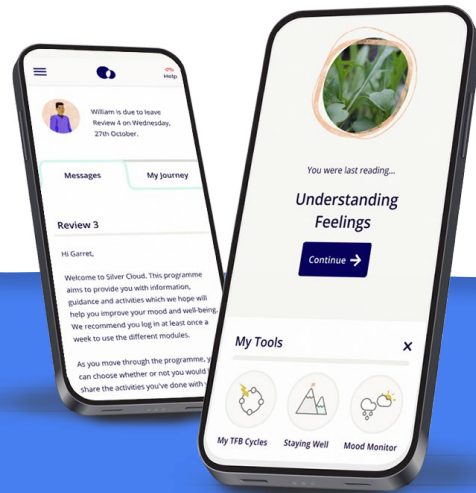 Help
William is due to leave
Review 4 on Wednesday,
27th October.
Messages
My Journey
Review 3
Hi Garret,
Welcome to Silver Cloud. This programme
aims to provide you with information,
guidance and activities which we hope will
help you improve your mood and well-being.
We recommend you log in at least once a
week to use the different modules.
As you move through the programme,
can choose whether or not you would
share the activities you've done with
You were last reading...
Understanding
Feelings
Continue →
My Tools
My TFB Cycles
Staying Well
Mood Monitor